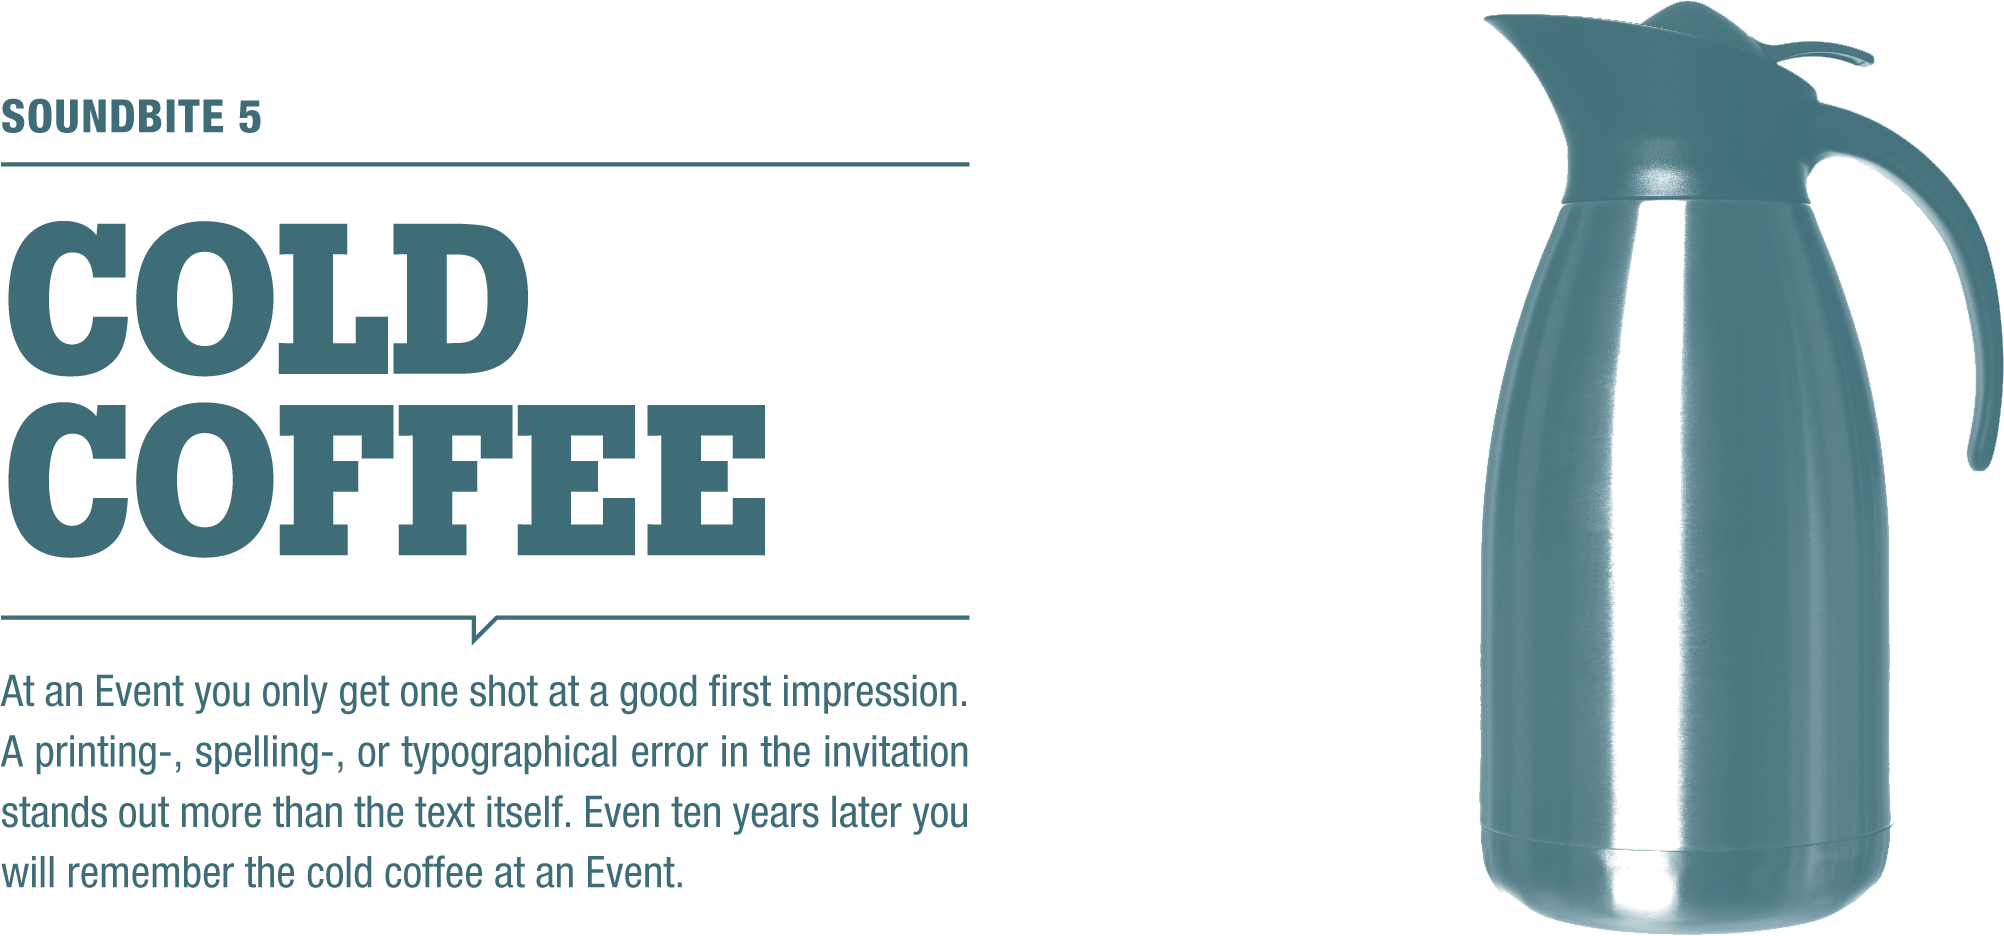 SOUNDBITE 5
COLD
COFFEE
At an Event you only get one shot at a good first impression.
A printing-, spelling-, or typographical error in the invitation
stands out more than the text itself. Even ten years later you
will remember the cold coffee at an Event.